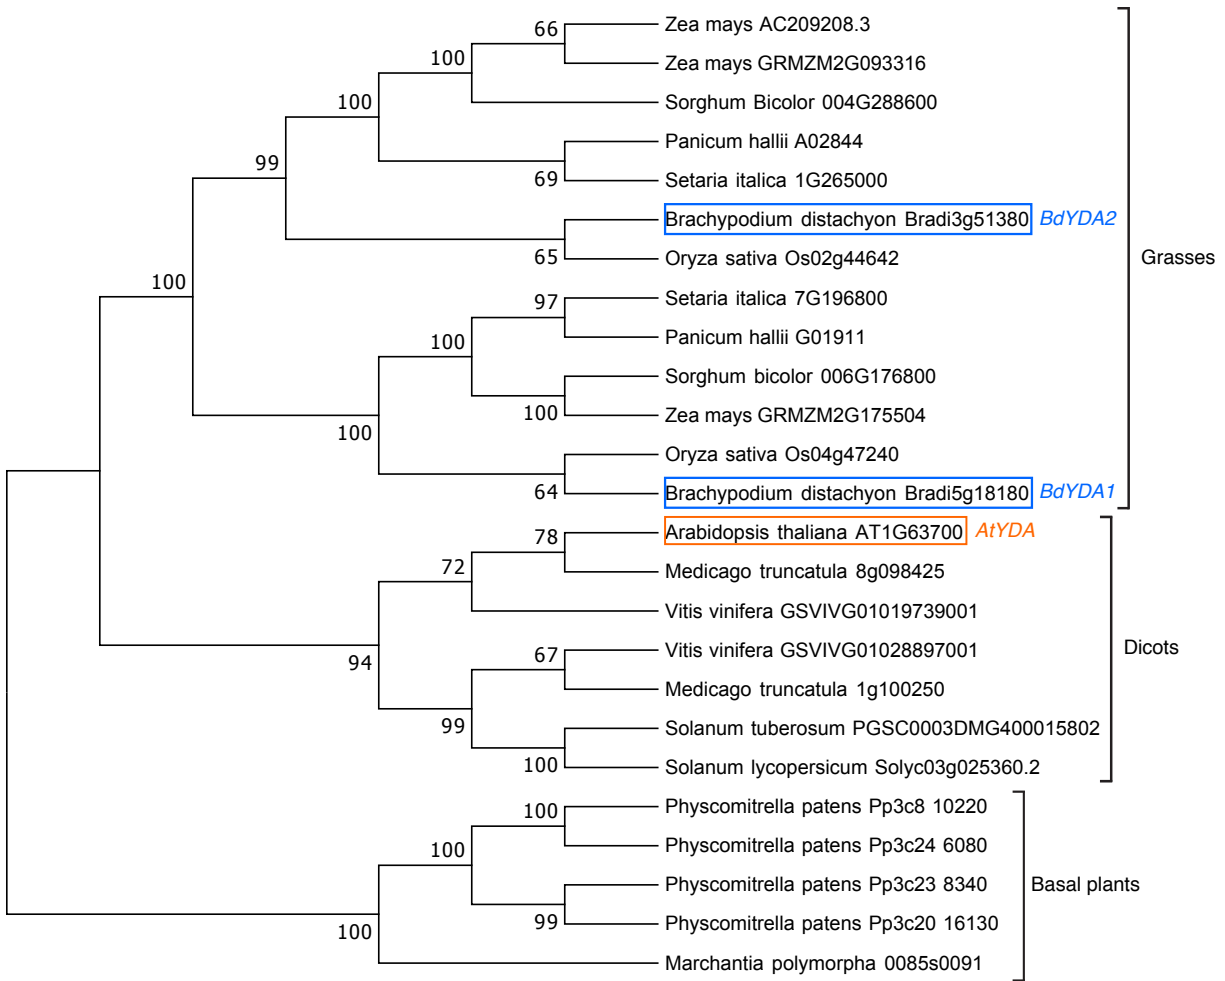 66
Zea mays AC209208.3
Zea mays GRMZM2G093316
100
Sorghum Bicolor 004G288600
100
Panicum hallii A02844
69
Setaria italica 1G265000
99
Brachypodium distachyon Bradi3g51380 BdYDA2
65
Oryza sativa Os02g44642
Grasses
100
97
Setaria italica 7G196800
Panicum hallii G01911
100
Sorghum bicolor 006G176800
100
Zea mays GRMZM2G175504
100
Oryza sativa Os04g47240
64
Brachypodium distachyon Bradi5g18180 BdYDA1
78
Arabidopsis thaliana AT1G63700 AtYDA
72
Medicago truncatula 8g098425
Vitis vinifera GSVIVG01019739001
94
67
Vitis vinifera GSVIVG01028897001
Dicots
Medicago truncatula 1g100250
99
Solanum tuberosum PGSC0003DMG400015802
100
Solanum lycopersicum Solyc03g025360.2
100
Physcomitrella patens Pp3c8 10220
100
Physcomitrella patens Pp3c24 6080
Physcomitrella patens Pp3c23 8340
Basal plants
99
Physcomitrella patens Pp3c20 16130
100
Marchantia polymorpha 0085s0091